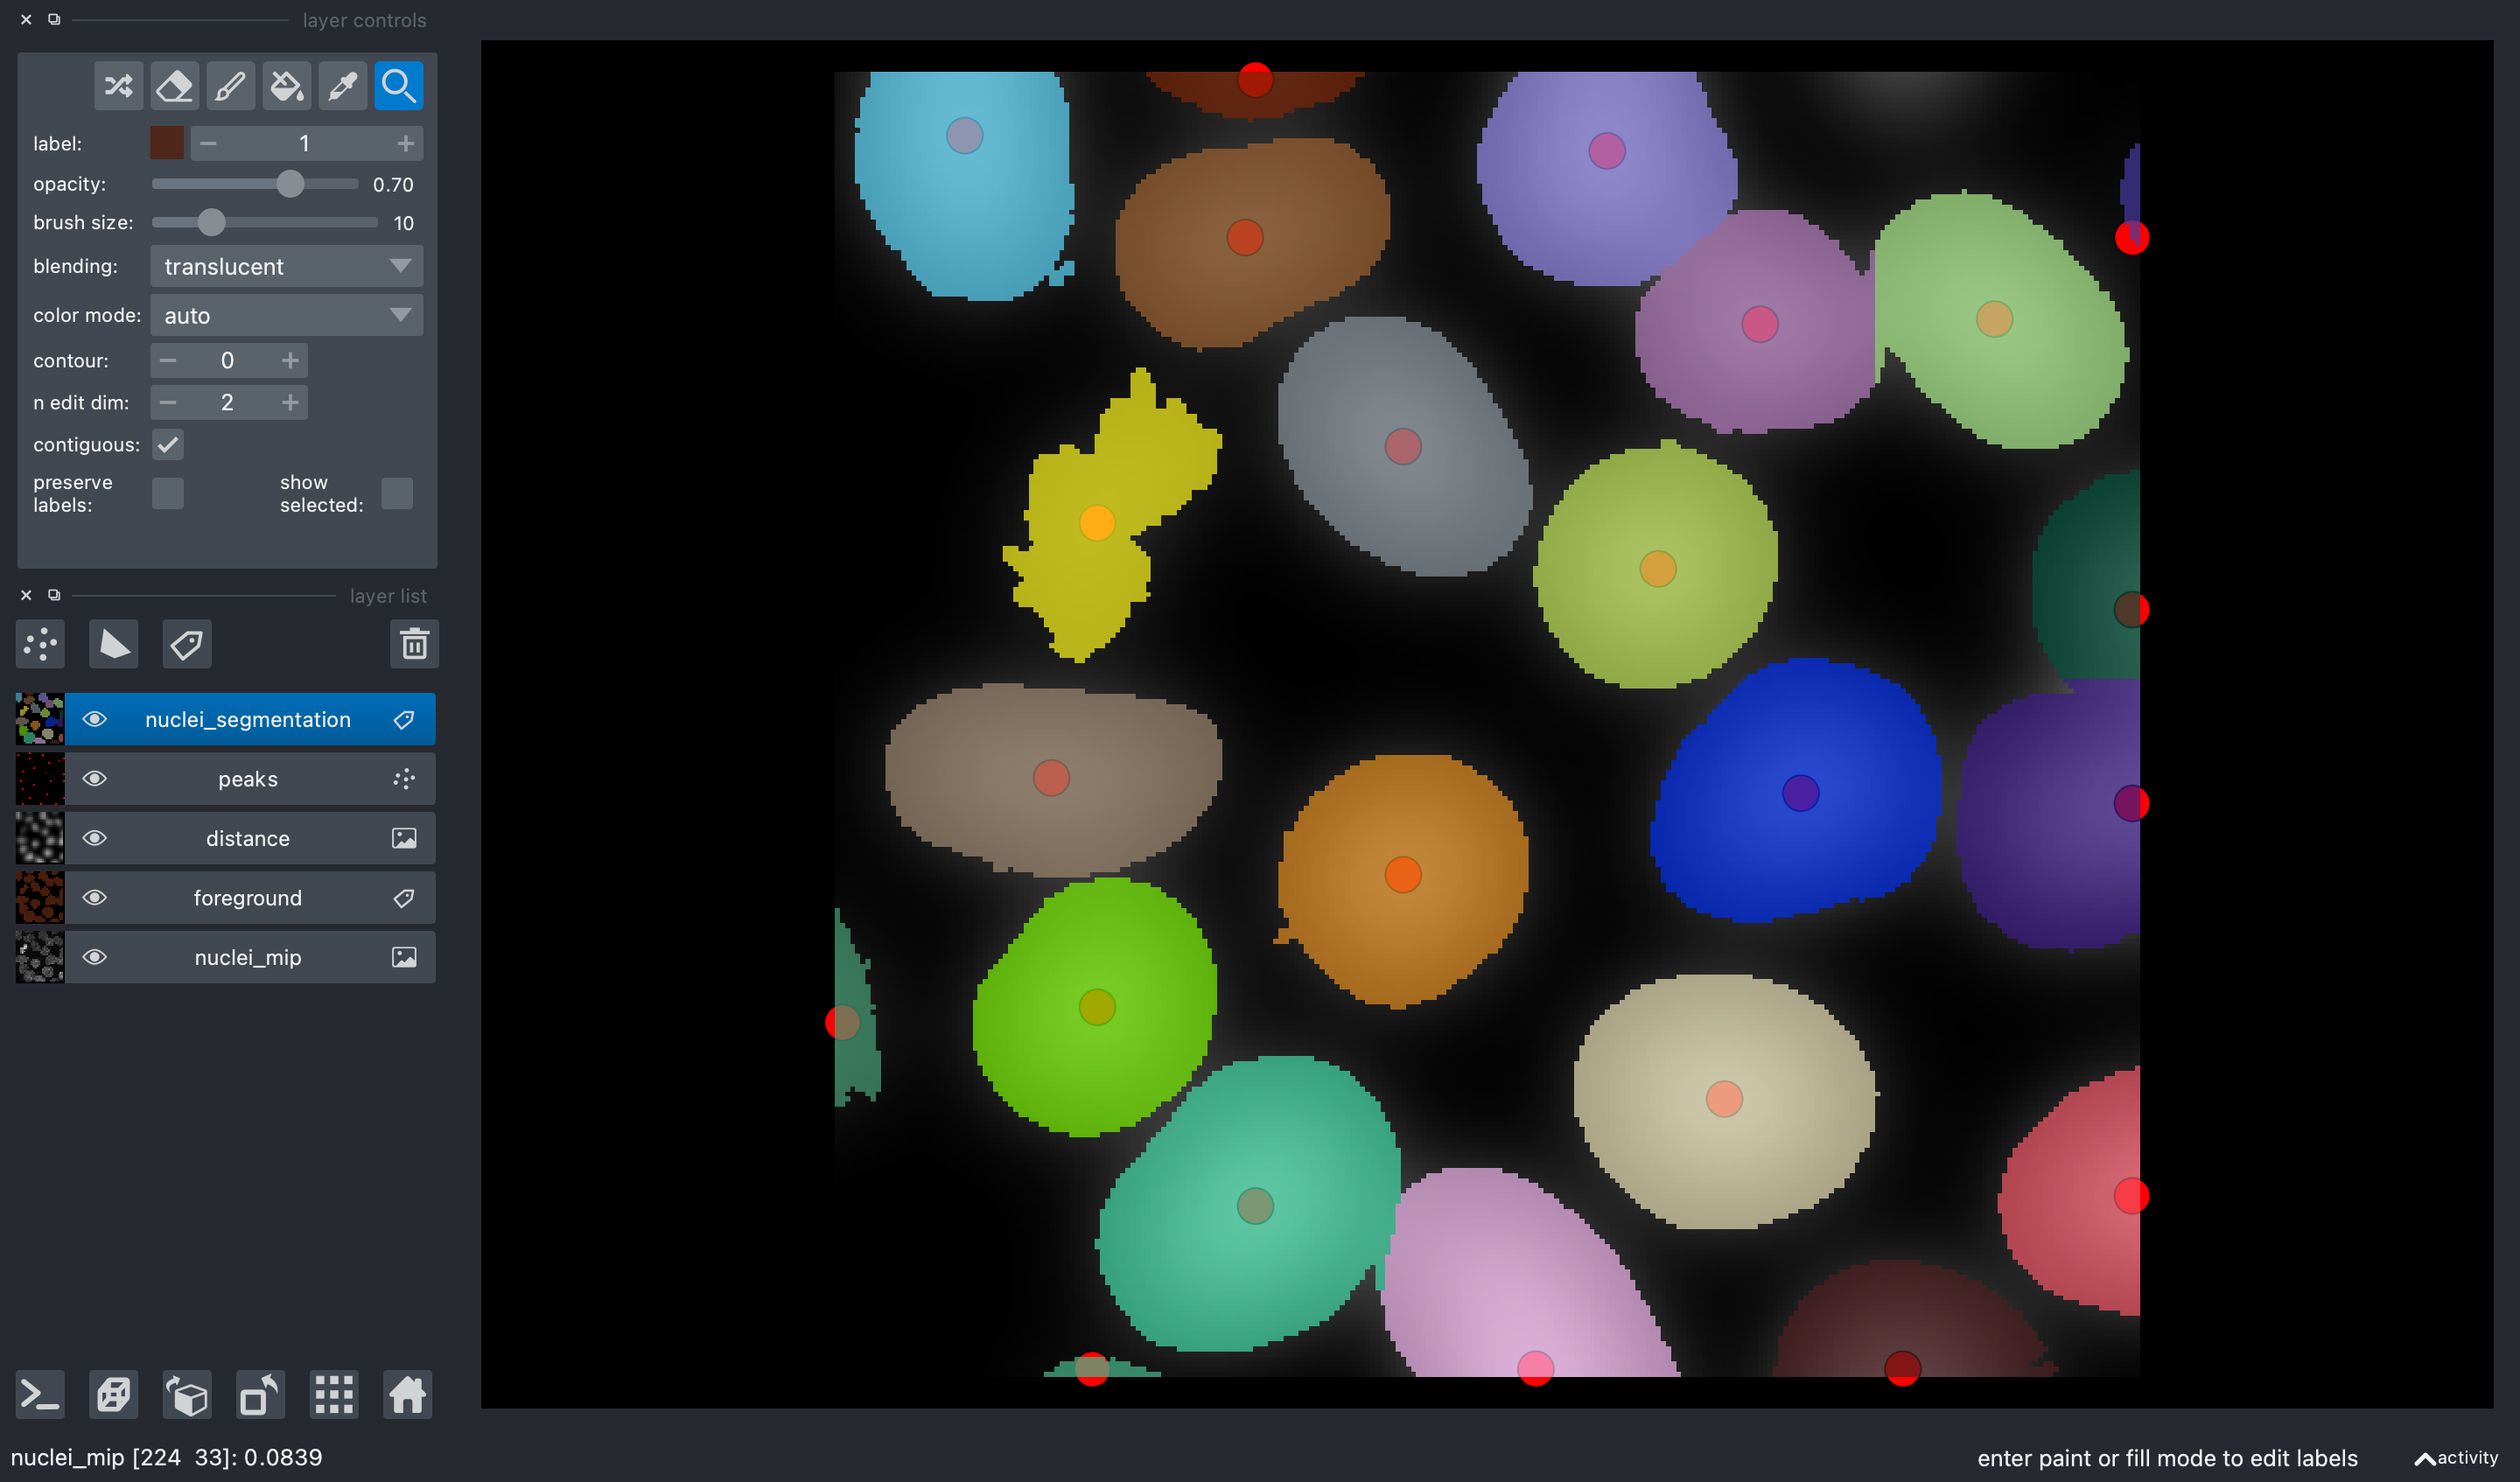 layer controls
label: 1
opacity: 0.70
brush size: 10
blending: translucent
color mode: auto
contour: 0
n edit dim: 2
contiguous:
preserve labels:
show selected:
layer list
nuclei_segmentation
peaks
distance
foreground
nuclei_mip
nuclei_mip [224 33]: 0.0839
enter paint or fill mode to edit labels
activity